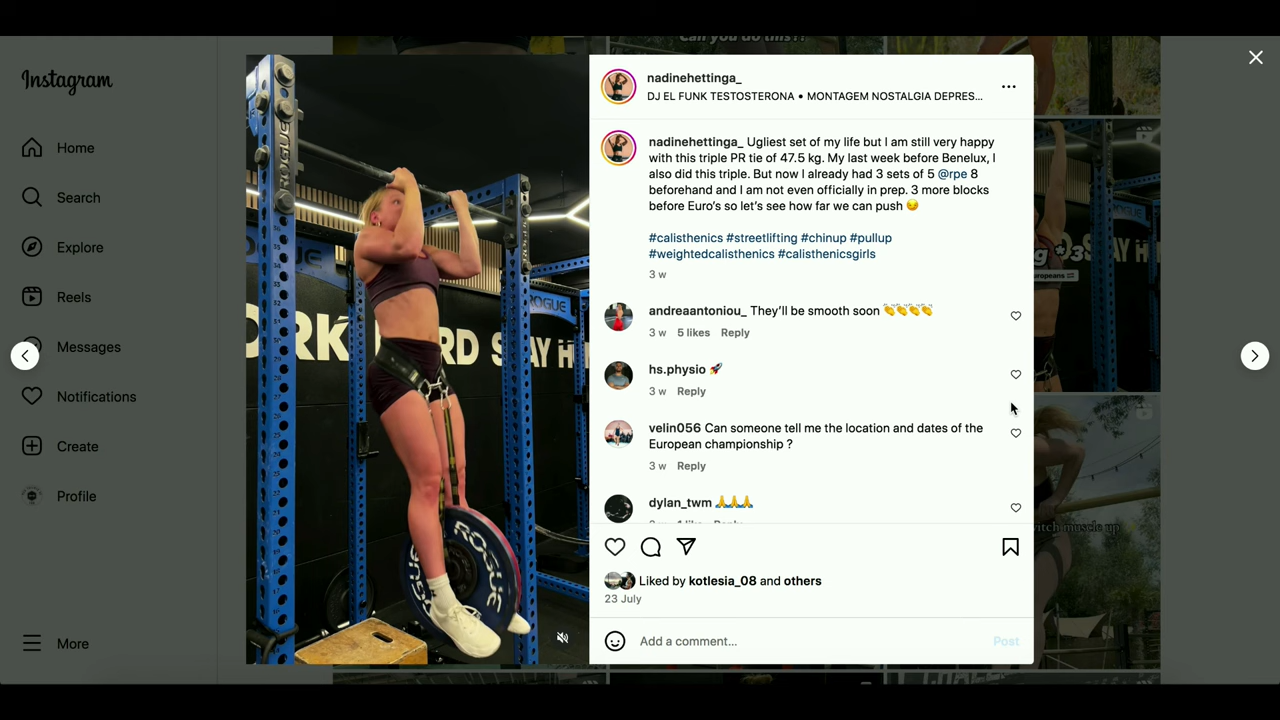 Can you do this??
Instagram
nadinehettinga_
DJ EL FUNK TESTOSTERONA • MONTAGEM NOSTALGIA DEPRES...
Home
Search
Explore
Reels
Messages
Notifications
Create
Profile
More
ROGUE
ROGUE
RK HARD STAY H
ROGUE
nadinehettinga_ Ugliest set of my life but I am still very happy
with this triple PR tie of 47.5 kg. My last week before Benelux, I
also did this triple. But now I already had 3 sets of 5 @rpe 8
beforehand and I am not even officially in prep. 3 more blocks
before Euro's so let's see how far we can push 😏
#calisthenics #streetlifting #chinup #pullup
#weightedcalisthenics #calisthenicsgirls
3 w
andreaantoniou_ They'll be smooth soon 👏👏👏👏
3 w 5 likes Reply
hs.physio 🚀
3 w Reply
velin056 Can someone tell me the location and dates of the
European championship ?
3 w Reply
dylan_twm 🙏🙏🙏
Liked by kotlesia_08 and others
23 July
Add a comment...
Post